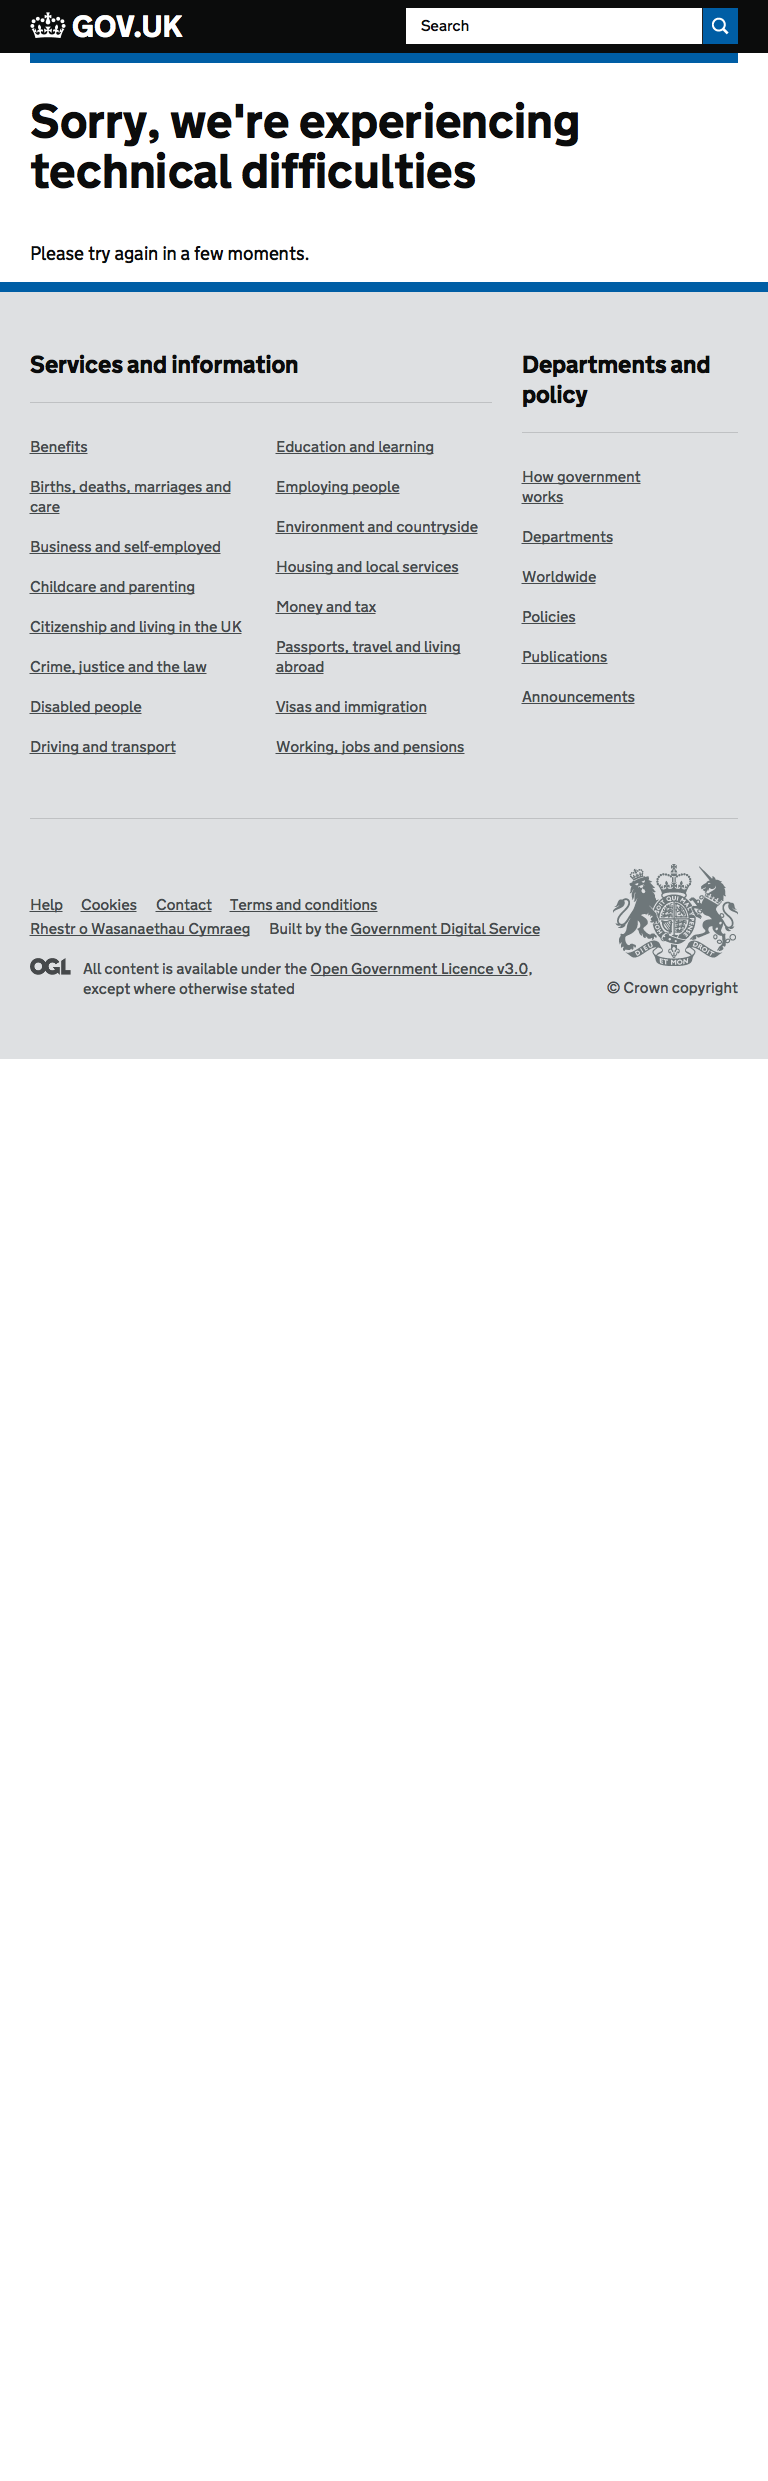 GOV.UK
Search
Sorry, we're experiencing
technical difficulties
Please try again in a few moments.
Services and information
Benefits
Births, deaths, marriages and
care
Business and self-employed
Childcare and parenting
Citizenship and living in the UK
Crime, justice and the law
Disabled people
Driving and transport
Education and learning
Employing people
Environment and countryside
Housing and local services
Money and tax
Passports, travel and living
abroad
Visas and immigration
Working, jobs and pensions
Departments and
policy
How government
works
Departments
Worldwide
Policies
Publications
Announcements
Help Cookies Contact Terms and conditions
Rhestr o Wasanaethau Cymraeg Built by the Government Digital Service
OGL All content is available under the Open Government Licence v3.0,
except where otherwise stated
DIEU ET MON DROIT
© Crown copyright